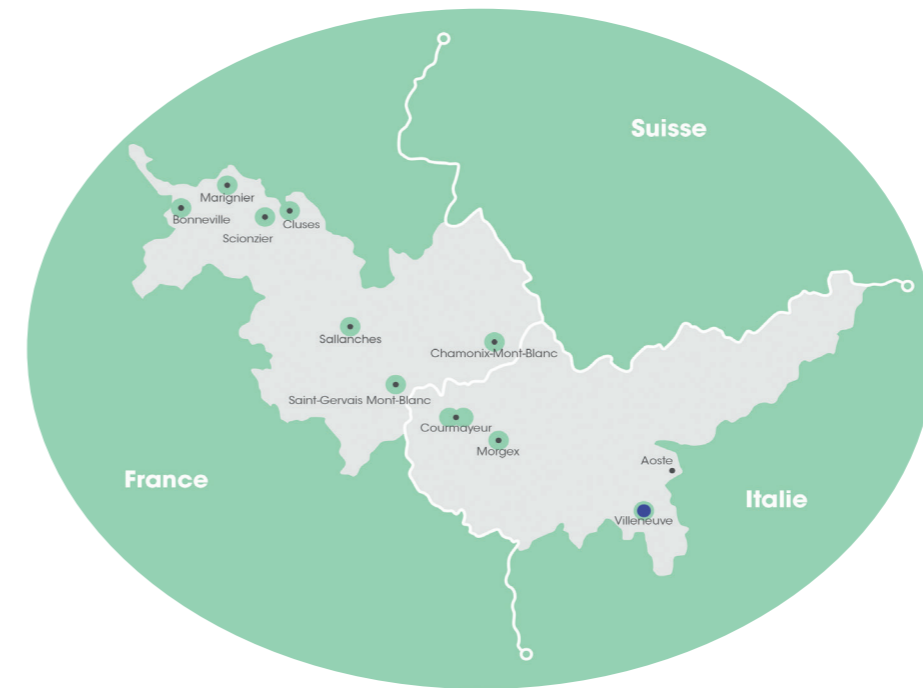 Suisse
Marignier
Bonneville
Cluses
Scionzier
Sallanches
Chamonix-Mont-Blanc
Saint-Gervais Mont-Blanc
Courmayeur
Morgex
Aoste
France
Italie
Villeneuve